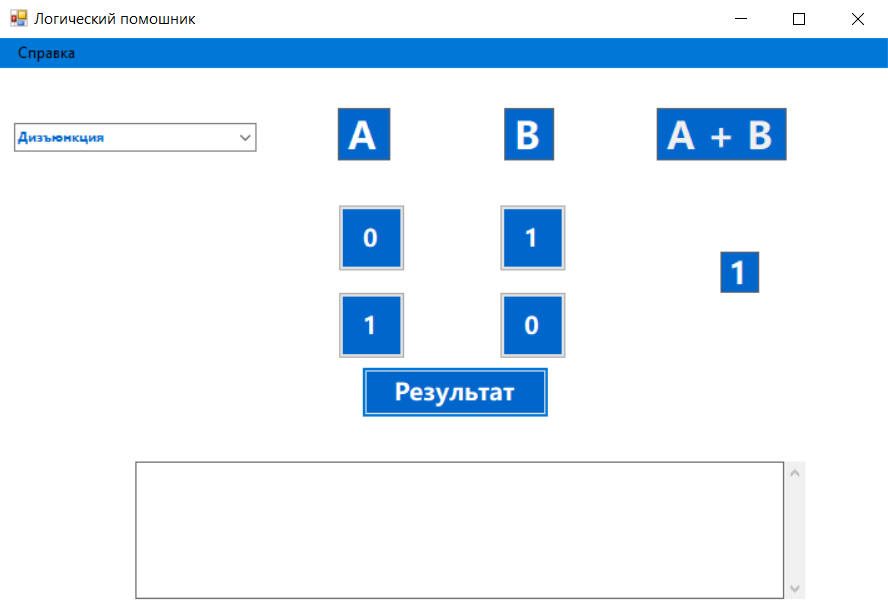 Логический помошник
Справка
Дизъюнкция
A
B
A + B
0
1
1
1
0
Результат